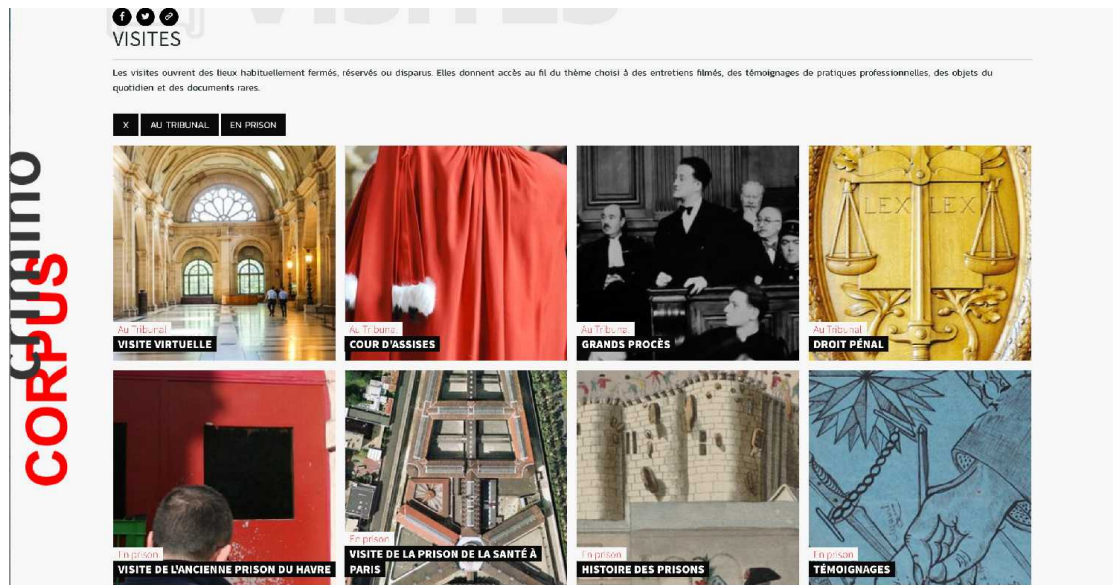 VISITES
VISITES
Les visites ouvrent des lieux habituellement fermés, réservés ou disparus. Elles donnent accès au fil du thème choisi à des entretiens filmés, des témoignages de pratiques professionnelles, des objets du
quotidien et des documents rares.
X AU TRIBUNAL EN PRISON
criminoCORPUS
Au Tribunal
VISITE VIRTUELLE
Au Tribunal
COUR D'ASSISES
Au Tribunal
GRANDS PROCÈS
LEX LEX
Au Tribunal
DROIT PÉNAL
En prison
VISITE DE L'ANCIENNE PRISON DU HAVRE
En prison
VISITE DE LA PRISON DE LA SANTÉ À
PARIS
En prison
HISTOIRE DES PRISONS
En prison
TÉMOIGNAGES